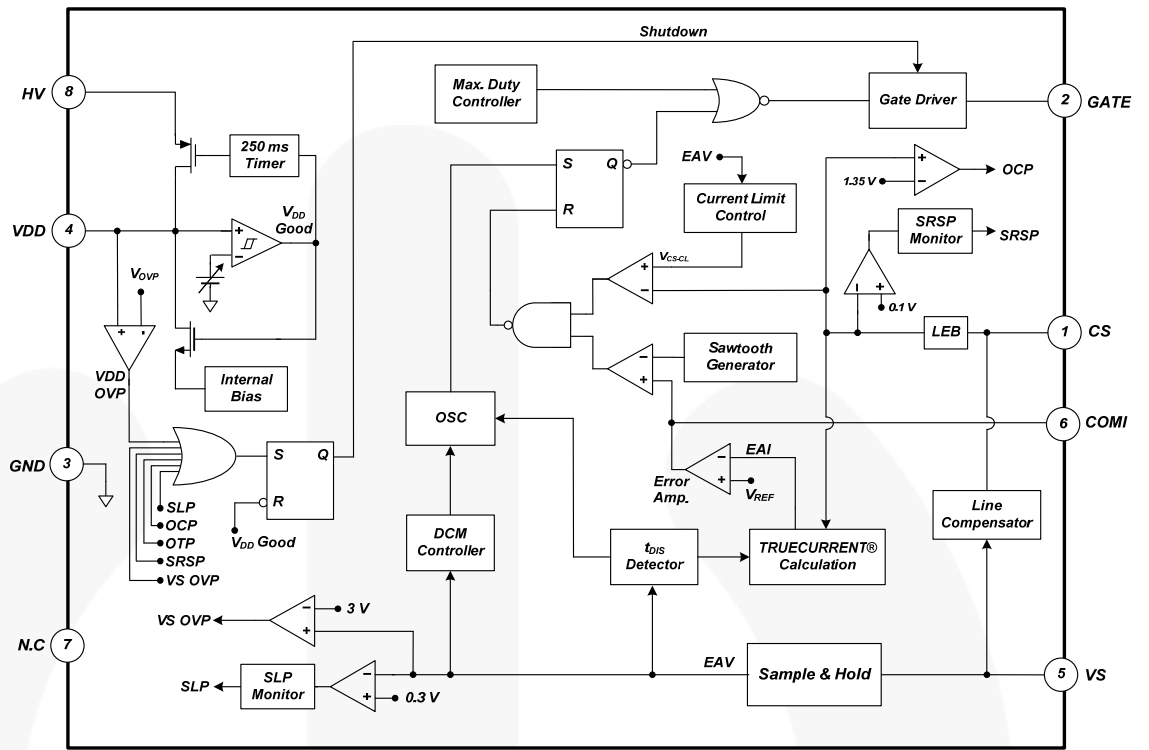 Shutdown
HV
8
Max. Duty
Controller
Gate Driver
2
GATE
250 ms
Timer
S
Q
R
EAV
Current Limit
Control
+
1.35 V
−
OCP
VDD
4
VDD
Good
+
−
SRSP
Monitor
SRSP
VOVP
+
-
VCS-CL
+
−
−
+
0.1 V
LEB
1
CS
VDD
OVP
Internal
Bias
−
+
Sawtooth
Generator
OSC
6
COMI
GND
3
S
Q
R
VDD Good
SLP
OCP
OTP
SRSP
VS OVP
Error
Amp.
−
+
EAI
VREF
Line
Compensator
DCM
Controller
tDIS
Detector
TRUECURRENT®
Calculation
N.C
7
VS OVP
−
+
3 V
SLP
SLP
Monitor
−
+
0.3 V
EAV
Sample & Hold
5
VS